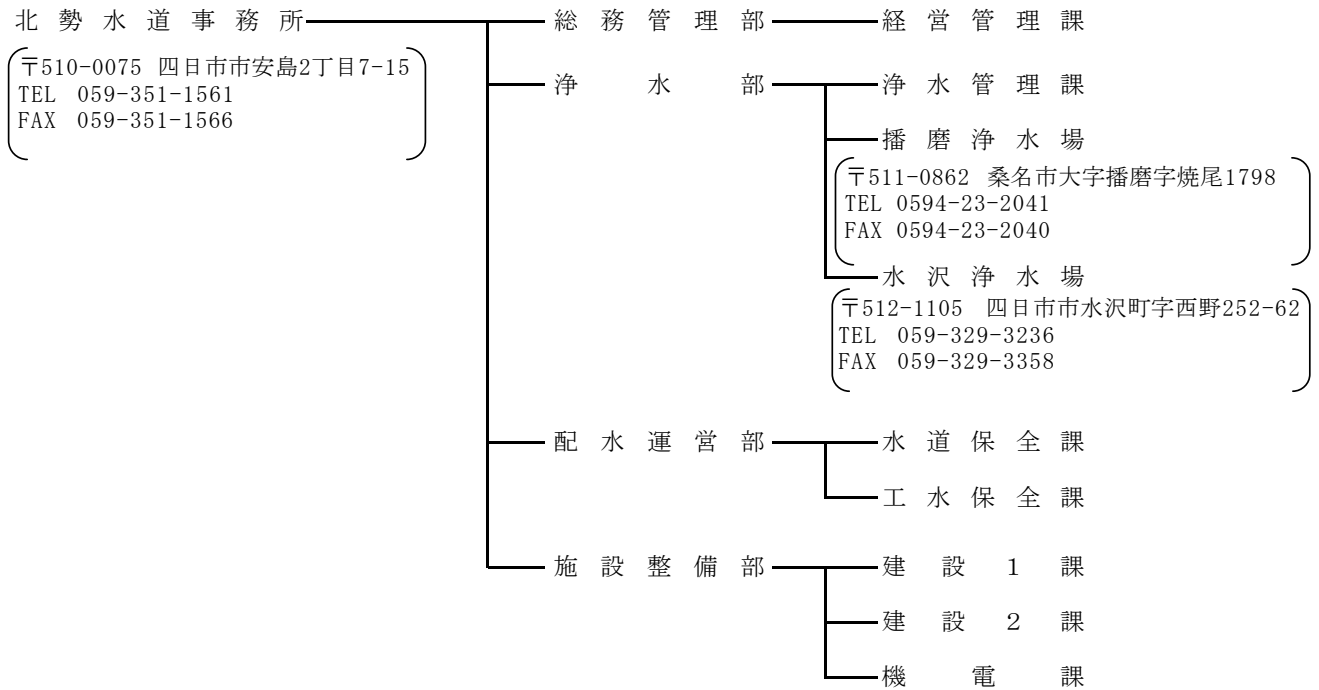 北勢水道事務所 総務管理部 経営管理課
〒510-0075 四日市市安島2丁目7-15
TEL 059-351-1561
FAX 059-351-1566
浄水部 浄水管理課
播磨浄水場
〒511-0862 桑名市大字播磨字焼尾1798
TEL 0594-23-2041
FAX 0594-23-2040
水沢浄水場
〒512-1105 四日市市水沢町字西野252-62
TEL 059-329-3236
FAX 059-329-3358
配水運営部 水道保全課
工水保全課
施設整備部 建設1課
建設2課
機電課